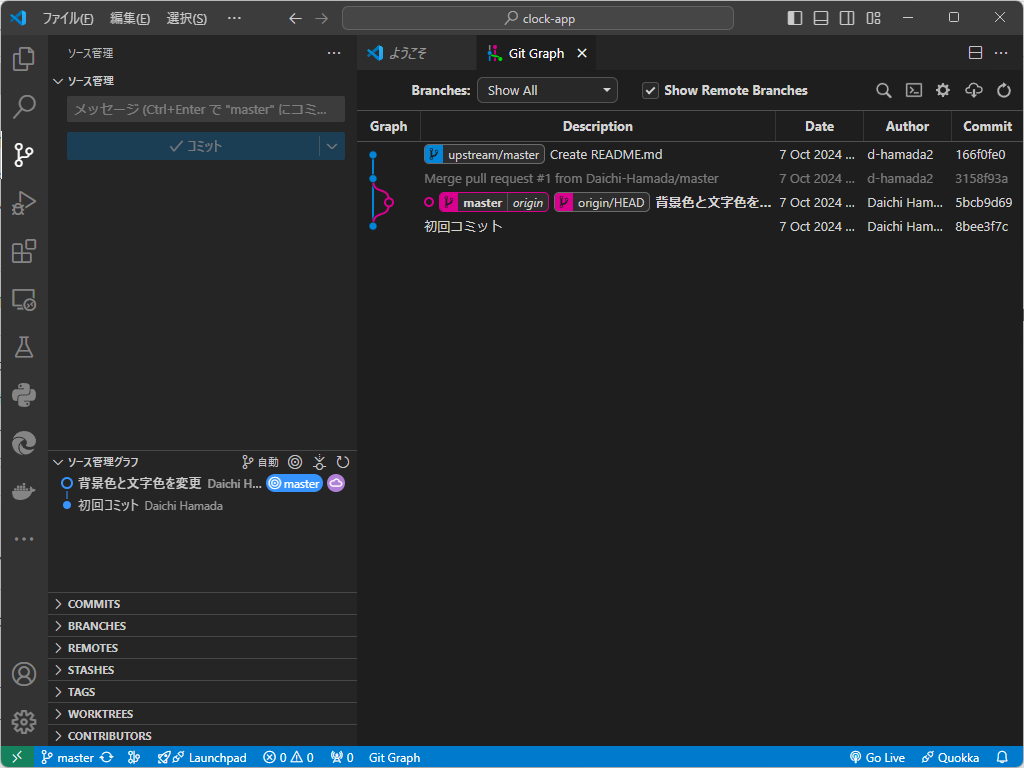 ファイル(F) 編集(E) 選択(S) ··· clock-app
ソース管理 ···
ようこそ
Git Graph
ソース管理
メッセージ (Ctrl+Enter で "master" にコミ...
コミット
Branches: Show All Show Remote Branches
Graph Description Date Author Commit
upstream/master Create README.md 7 Oct 2024 ... d-hamada2 166f0fe0
Merge pull request #1 from Daichi-Hamada/master 7 Oct 2024 ... d-hamada2 3158f93a
master origin origin/HEAD 背景色と文字色を... 7 Oct 2024 ... Daichi Ham... 5bcb9d69
初回コミット 7 Oct 2024 ... Daichi Ham... 8bee3f7c
ソース管理グラフ 自動
背景色と文字色を変更 Daichi H... master
初回コミット Daichi Hamada
COMMITS
BRANCHES
REMOTES
STASHES
TAGS
WORKTREES
CONTRIBUTORS
master Launchpad 0 0 0 Git Graph Go Live Quokka